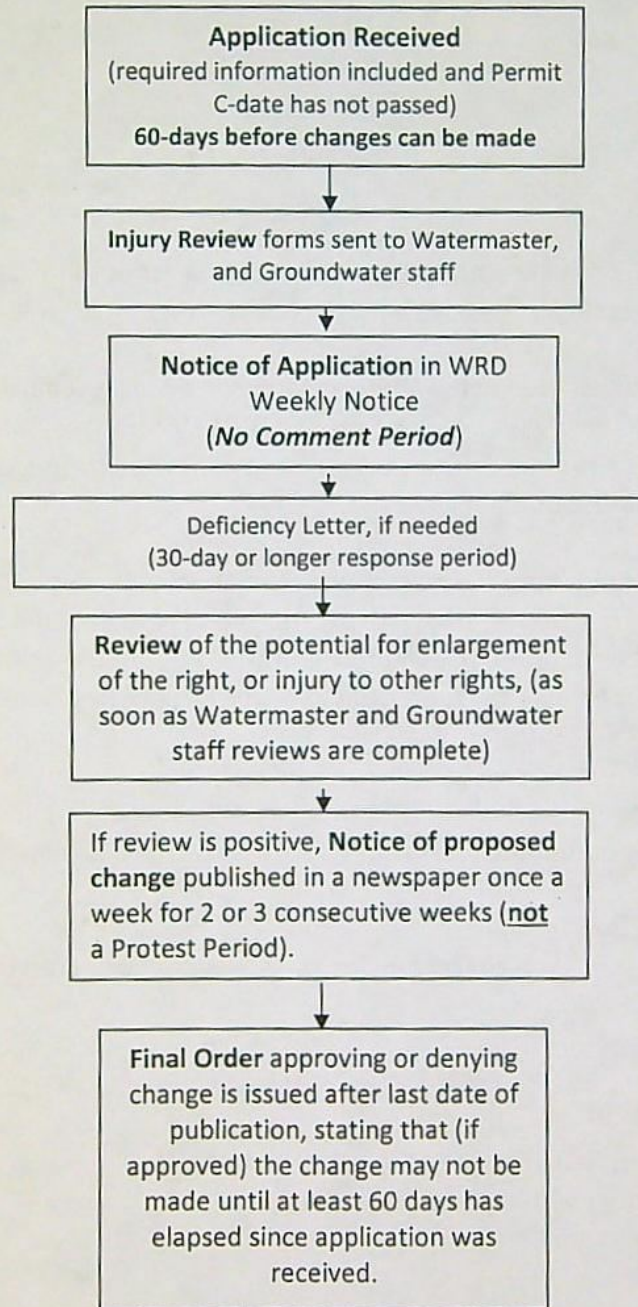 Application Received
(required information included and Permit
C-date has not passed)
60-days before changes can be made
Injury Review forms sent to Watermaster,
and Groundwater staff
Notice of Application in WRD
Weekly Notice
(No Comment Period)
Deficiency Letter, if needed
(30-day or longer response period)
Review of the potential for enlargement
of the right, or injury to other rights, (as
soon as Watermaster and Groundwater
staff reviews are complete)
If review is positive, Notice of proposed
change published in a newspaper once a
week for 2 or 3 consecutive weeks (not
a Protest Period).
Final Order approving or denying
change is issued after last date of
publication, stating that (if
approved) the change may not be
made until at least 60 days has
elapsed since application was
received.